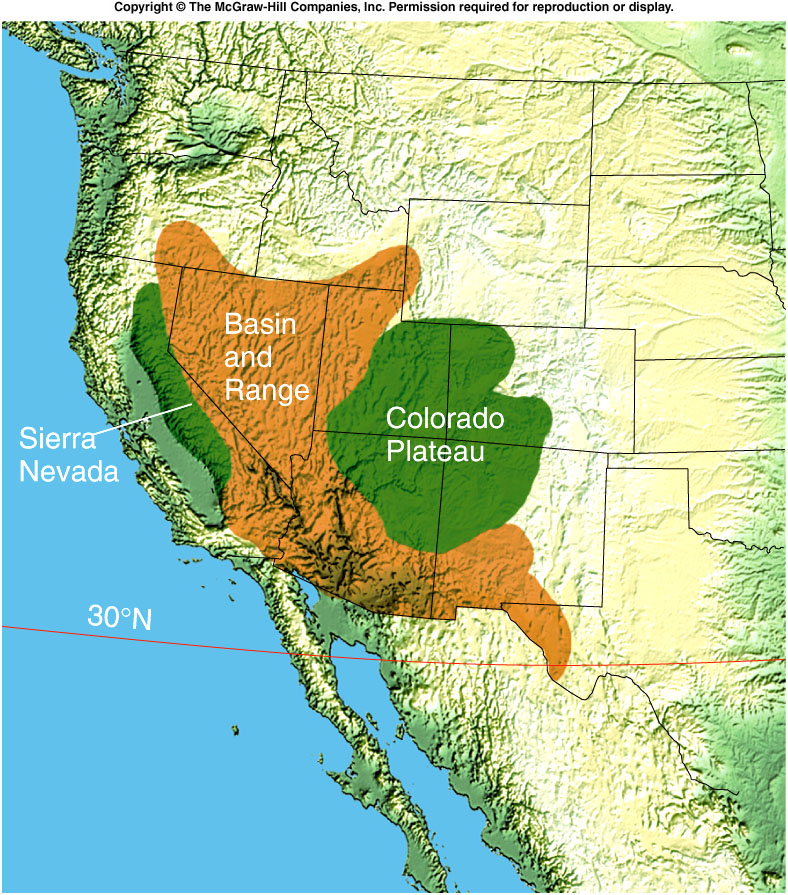 Copyright © The McGraw-Hill Companies, Inc. Permission required for reproduction or display.
Basin
and
Range
Colorado
Plateau
Sierra
Nevada
30°N